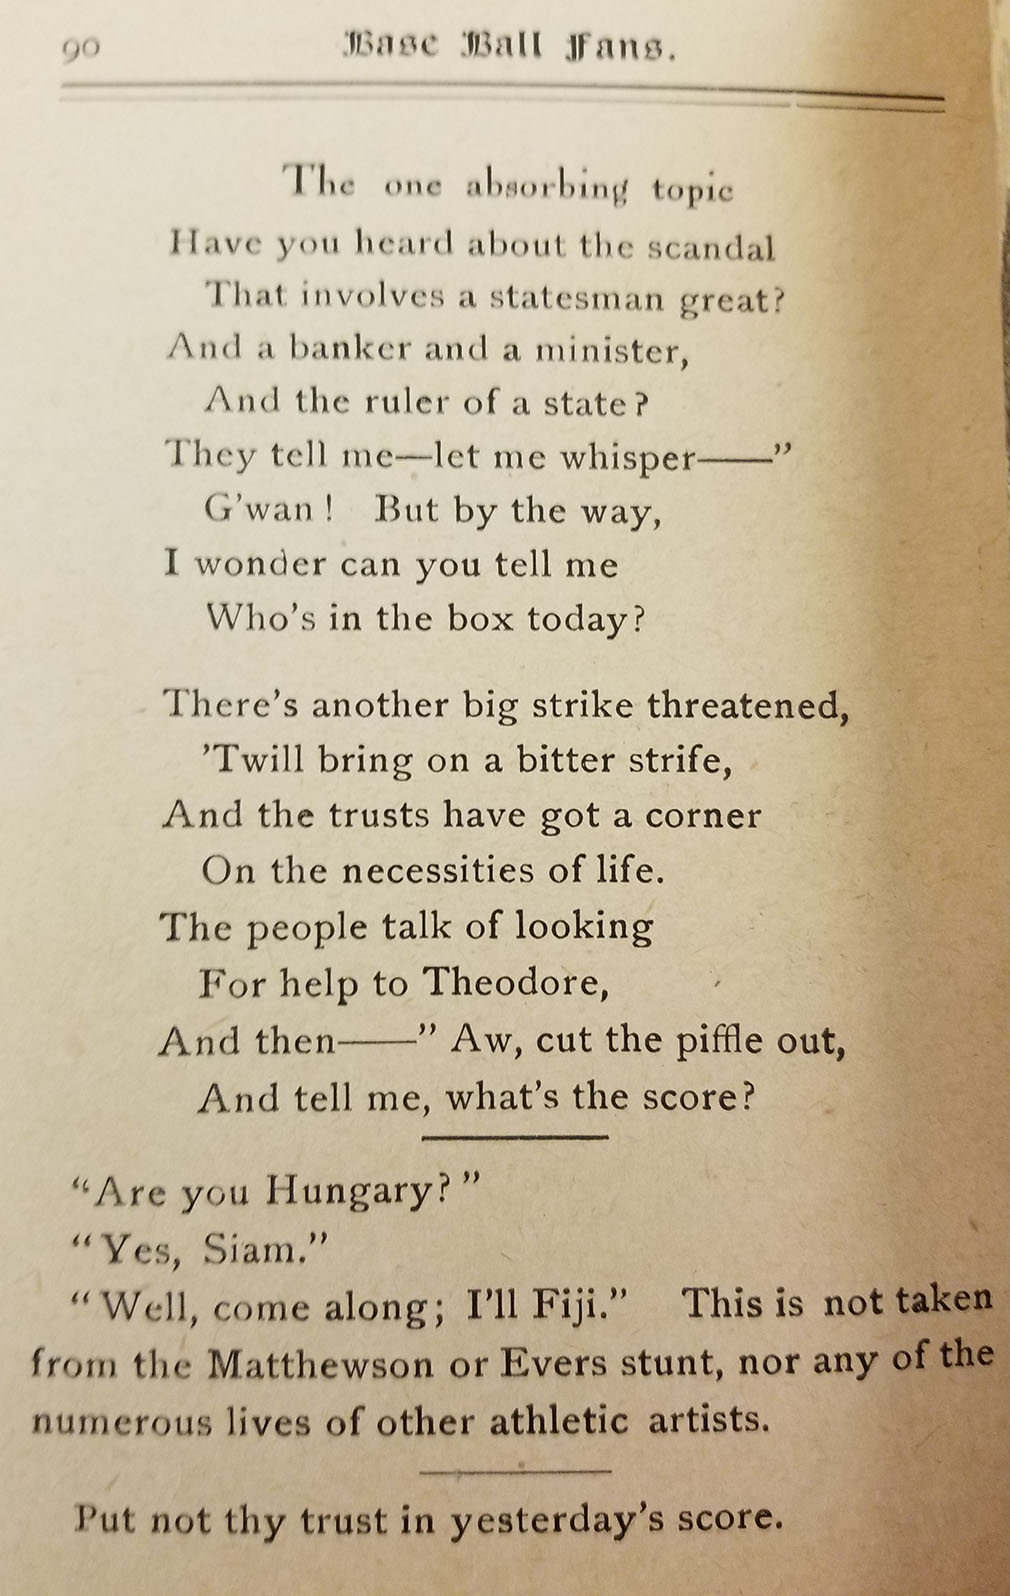 90 Base Ball Fans.
The one absorbing topic
Have you heard about the scandal
That involves a statesman great?
And a banker and a minister,
And the ruler of a state?
They tell me—let me whisper——”
G’wan! But by the way,
I wonder can you tell me
Who’s in the box today?
There’s another big strike threatened,
’Twill bring on a bitter strife,
And the trusts have got a corner
On the necessities of life.
The people talk of looking
For help to Theodore,
And then——” Aw, cut the piffle out,
And tell me, what’s the score?
“Are you Hungary?”
“Yes, Siam.”
“Well, come along; I’ll Fiji.” This is not taken
from the Matthewson or Evers stunt, nor any of the
numerous lives of other athletic artists.
Put not thy trust in yesterday’s score.